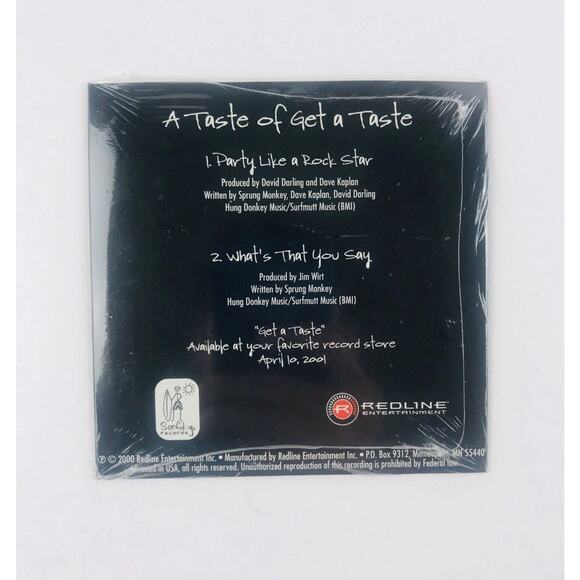 A Taste of Get a Taste
1. Party Like a Rock Star
Produced by David Darling and Dave Kaplan
Written by Sprung Monkey, Dave Kaplan, David Darling
Hung Donkey Music/Surfmutt Music (BMI)
2. What's That You Say
Produced by Jim Wirt
Written by Sprung Monkey
Hung Donkey Music/Surfmutt Music (BMI)
"Get a Taste"
Available at your favorite record store
April 10, 2001
Surfdog
records
R
REDLINE
ENTERTAINMENT
℗ © 2000 Redline Entertainment Inc. • Manufactured by Redline Entertainment Inc. • P.O. Box 9312, Minneapolis, MN 55440
• Printed in USA, all rights reserved. Unauthorized reproduction of this recording is prohibited by Federal law.